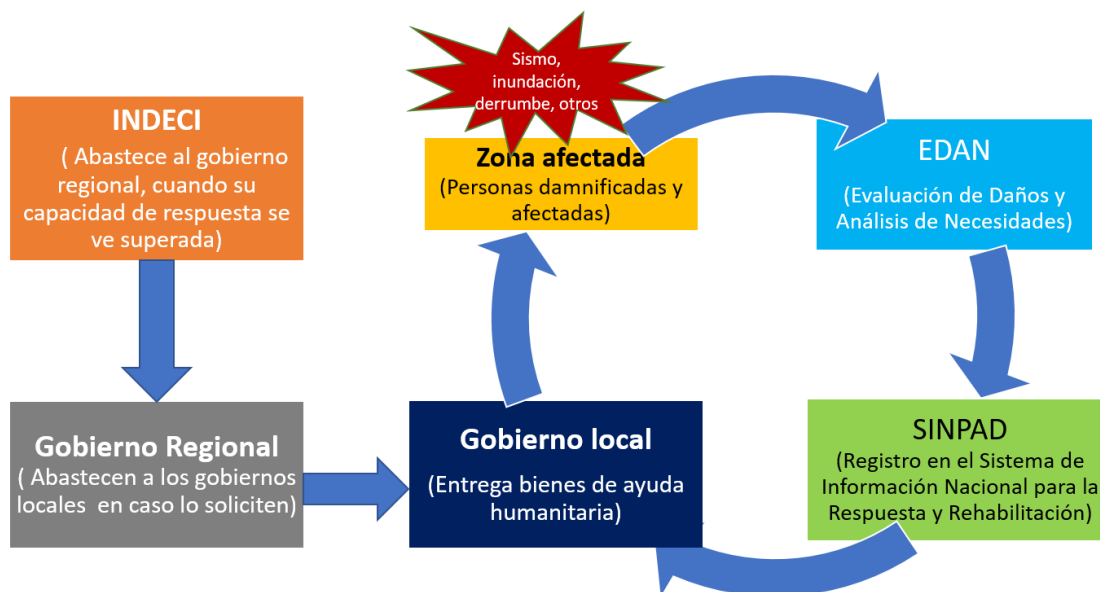 Sismo,
inundación,
derrumbe, otros
INDECI
( Abastece al gobierno
regional, cuando su
capacidad de respuesta se
ve superada)
Zona afectada
(Personas damnificadas y
afectadas)
EDAN
(Evaluación de Daños y
Análisis de Necesidades)
Gobierno Regional
( Abastecen a los gobiernos
locales en caso lo soliciten)
Gobierno local
(Entrega bienes de ayuda
humanitaria)
SINPAD
(Registro en el Sistema de
Información Nacional para la
Respuesta y Rehabilitación)